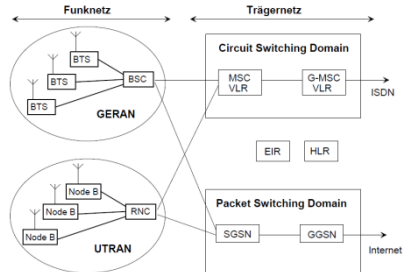 Funknetz
Trägernetz
BTS
BTS
BTS
BSC
GERAN
Circuit Switching Domain
MSC
VLR
G-MSC
VLR
ISDN
EIR
HLR
Node B
Node B
Node B
RNC
UTRAN
Packet Switching Domain
SGSN
GGSN
Internet